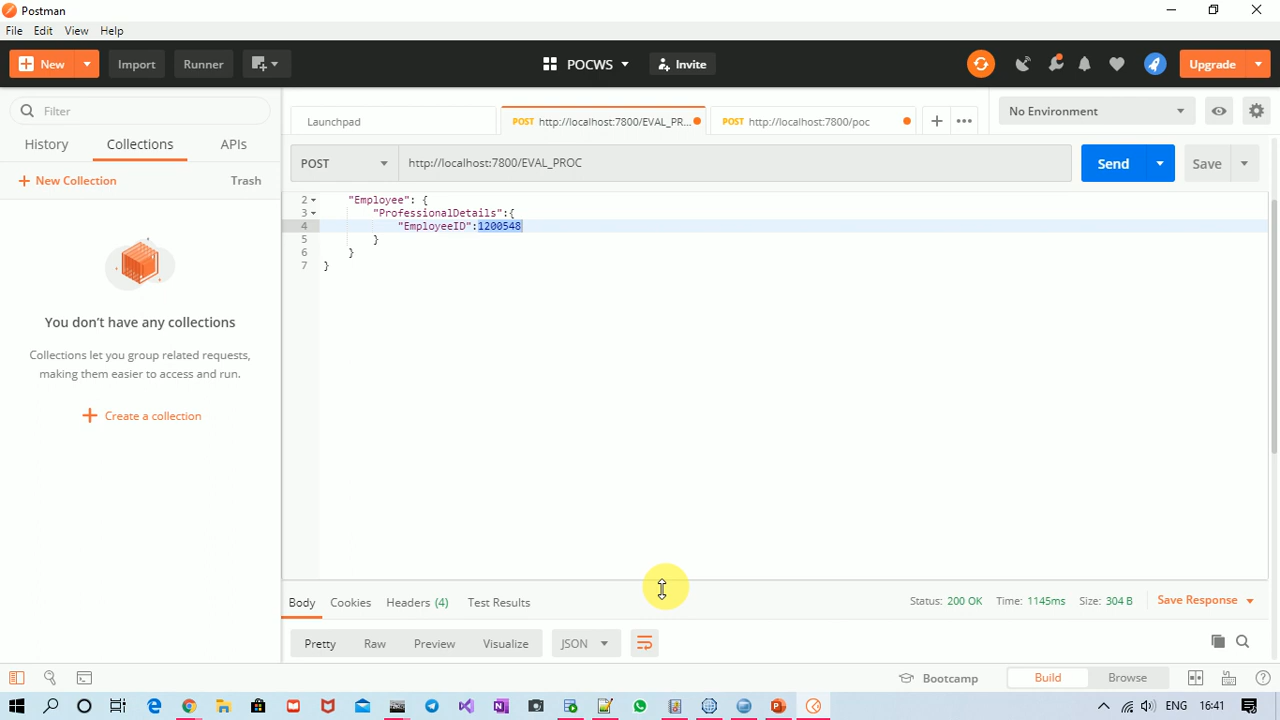 Postman
File Edit View Help
New Import Runner POCWS Invite Upgrade
Filter
History Collections APIs
New Collection Trash
You don't have any collections
Collections let you group related requests,
making them easier to access and run.
Create a collection
Launchpad POST http://localhost:7800/EVAL_PR... POST http://localhost:7800/poc No Environment
POST http://localhost:7800/EVAL_PROC Send Save
2 "Employee": {
3 "ProfessionalDetails":{
4 "EmployeeID":1200548
5 }
6 }
7 }
Body Cookies Headers (4) Test Results Status: 200 OK Time: 1145ms Size: 304 B Save Response
Pretty Raw Preview Visualize JSON
Bootcamp Build Browse
ENG 16:41